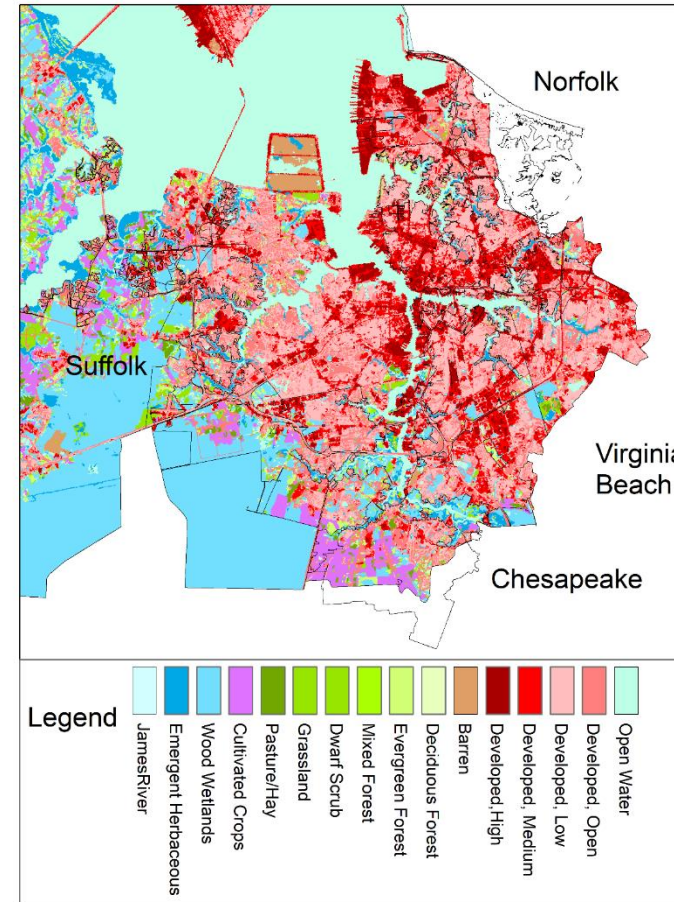 Norfolk
Suffolk
Virginia
Beach
Chesapeake
Legend
JamesRiver
Emergent Herbaceous
Wood Wetlands
Cultivated Crops
Pasture/Hay
Grassland
Dwarf Scrub
Mixed Forest
Evergreen Forest
Deciduous Forest
Barren
Developed,High
Developed, Medium
Developed, Low
Developed, Open
Open Water